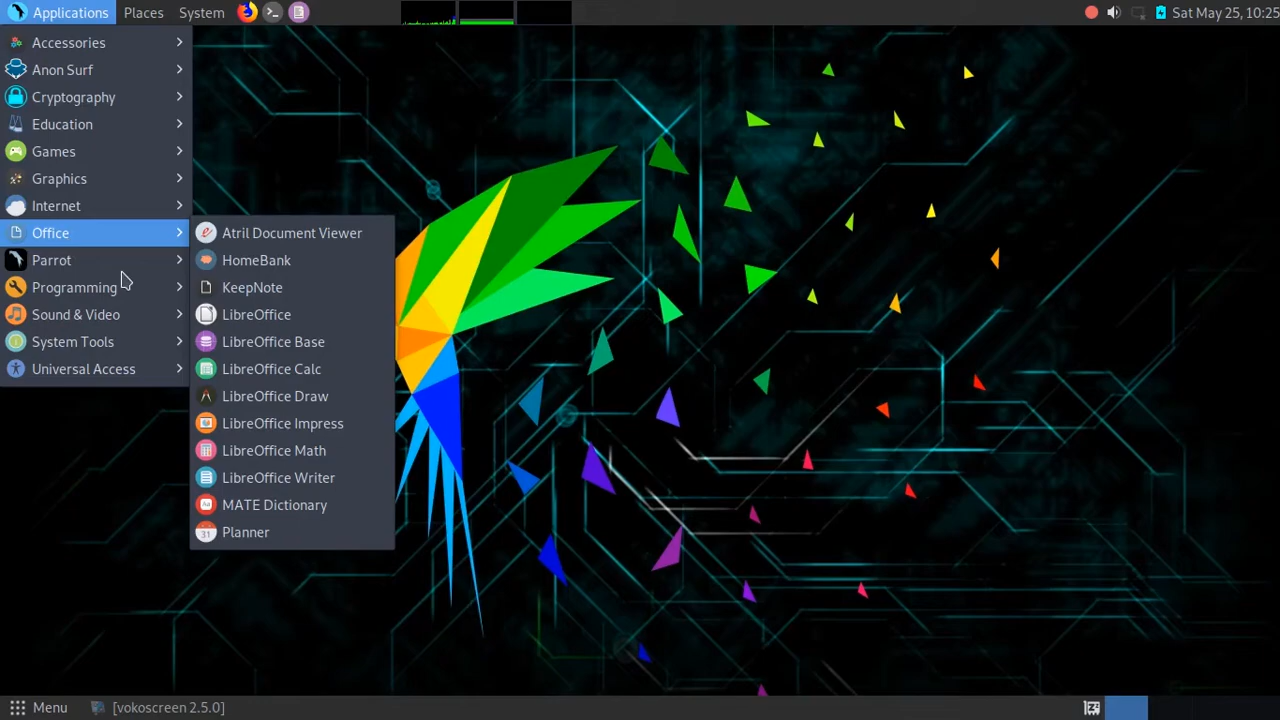 Applications Places System Sat May 25, 10:25
Accessories
Anon Surf
Cryptography
Education
Games
Graphics
Internet
Office
Parrot
Programming
Sound & Video
System Tools
Universal Access
Atril Document Viewer
HomeBank
KeepNote
LibreOffice
LibreOffice Base
LibreOffice Calc
LibreOffice Draw
LibreOffice Impress
LibreOffice Math
LibreOffice Writer
MATE Dictionary
Planner
Menu [vokoscreen 2.5.0]